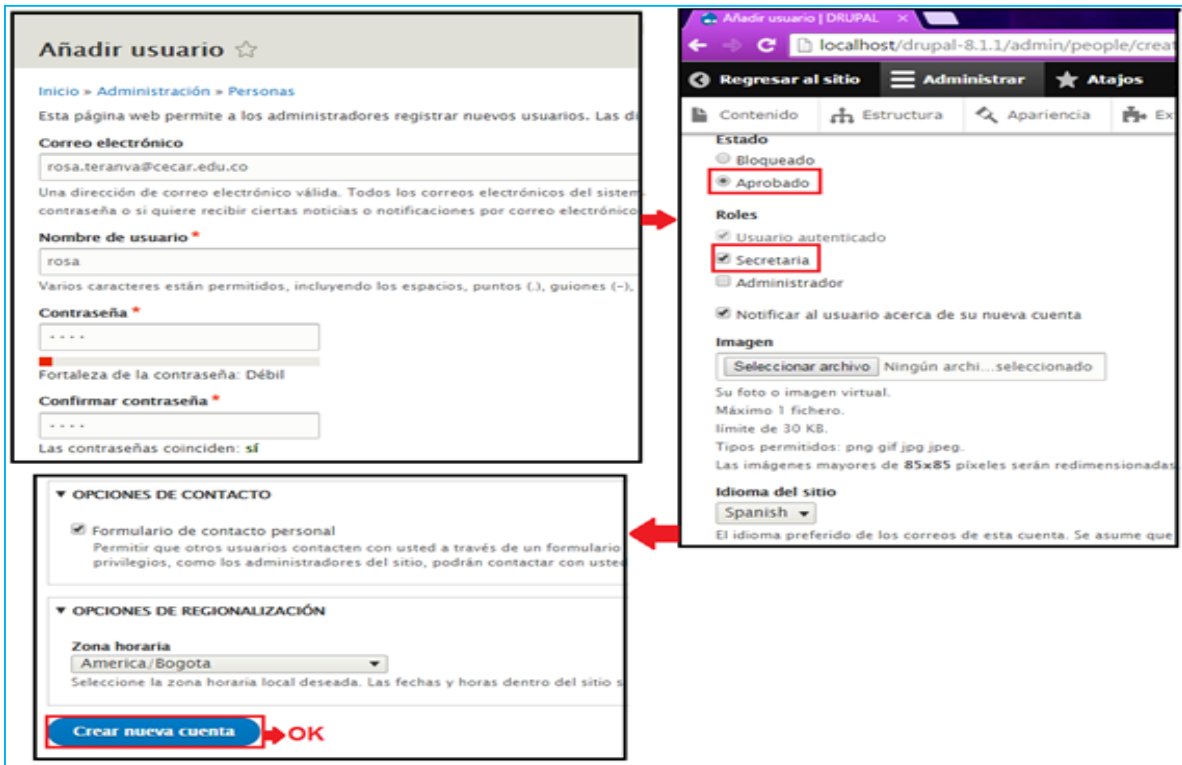 Añadir usuario
Inicio » Administración » Personas
Esta página web permite a los administradores registrar nuevos usuarios. Las di
Correo electrónico
rosa.teranva@cecar.edu.co
Una dirección de correo electrónico válida. Todos los correos electrónicos del sistem
contraseña o si quiere recibir ciertas noticias o notificaciones por correo electrónico
Nombre de usuario *
rosa
Varios caracteres están permitidos, incluyendo los espacios, puntos (.), guiones (-),
Contraseña *
....
Fortaleza de la contraseña: Débil
Confirmar contraseña *
....
Las contraseñas coinciden: sí
Añadir usuario | DRUPAL
localhost/drupal-8.1.1/admin/people/creat
Regresar al sitio Administrar Atajos
Contenido Estructura Apariencia Ex
Estado
Bloqueado
Aprobado
Roles
Usuario autenticado
Secretaria
Administrador
Notificar al usuario acerca de su nueva cuenta
Imagen
Seleccionar archivo Ningún archi...seleccionado
Su foto o imagen virtual.
Máximo 1 fichero.
límite de 30 KB.
Tipos permitidos: png gif jpg jpeg.
Las imágenes mayores de 85x85 píxeles serán redimensionadas
Idioma del sitio
Spanish
El idioma preferido de los correos de esta cuenta. Se asume que
OPCIONES DE CONTACTO
Formulario de contacto personal
Permitir que otros usuarios contacten con usted a través de un formulario
privilegios, como los administradores del sitio, podrán contactar con usted
OPCIONES DE REGIONALIZACIÓN
Zona horaria
America/Bogota
Seleccione la zona horaria local deseada. Las fechas y horas dentro del sitio s
Crear nueva cuenta OK